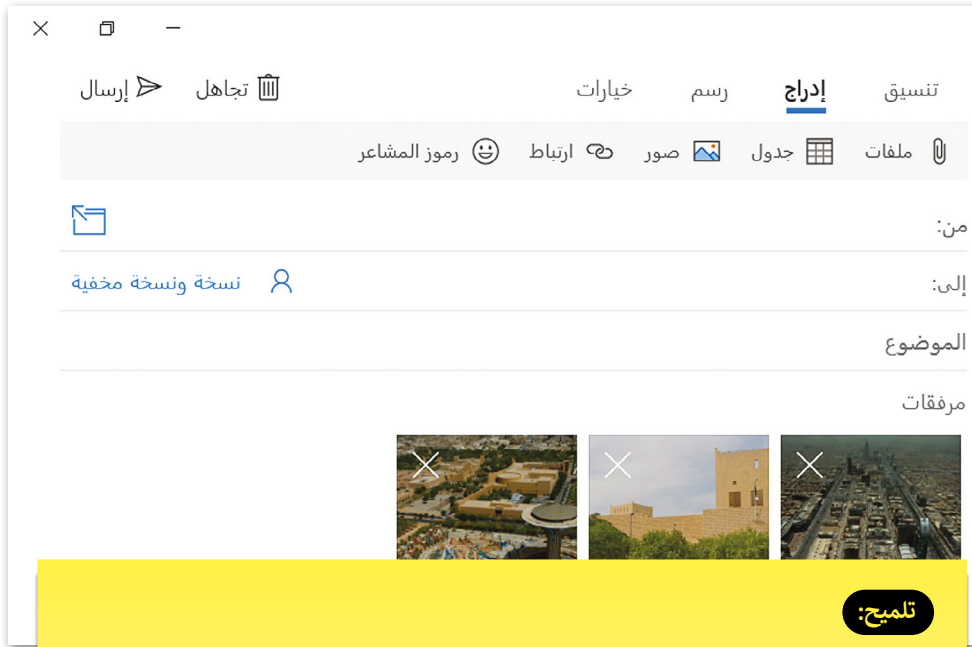 تنسيق إدراج رسم خيارات تجاهل إرسال
ملفات جدول صور ارتباط رموز المشاعر
من:
إلى: نسخة ونسخة مخفية
الموضوع
مرفقات
تلميح: